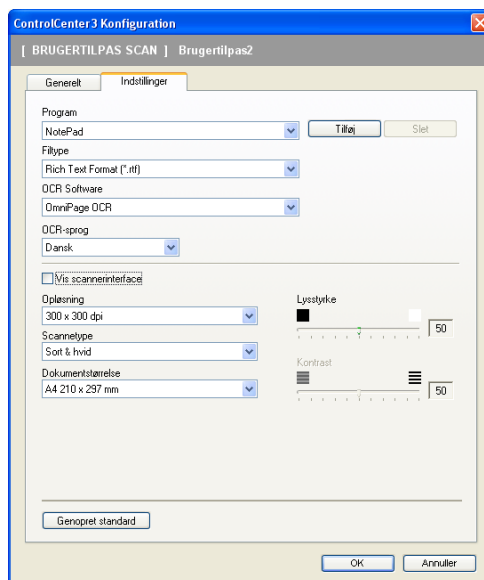 ControlCenter3 Konfiguration
[ BRUGERTILPAS SCAN ] Brugertilpas2
Generelt Indstillinger
Program
NotePad Tilføj Slet
Filtype
Rich Text Format (*.rtf)
OCR Software
OmniPage OCR
OCR-sprog
Dansk
Vis scannerinterface
Opløsning Lysstyrke
300 x 300 dpi 50
Scannetype
Sort & hvid
Kontrast
Dokumentstørrelse
A4 210 x 297 mm 50
Genopret standard
OK Annuller